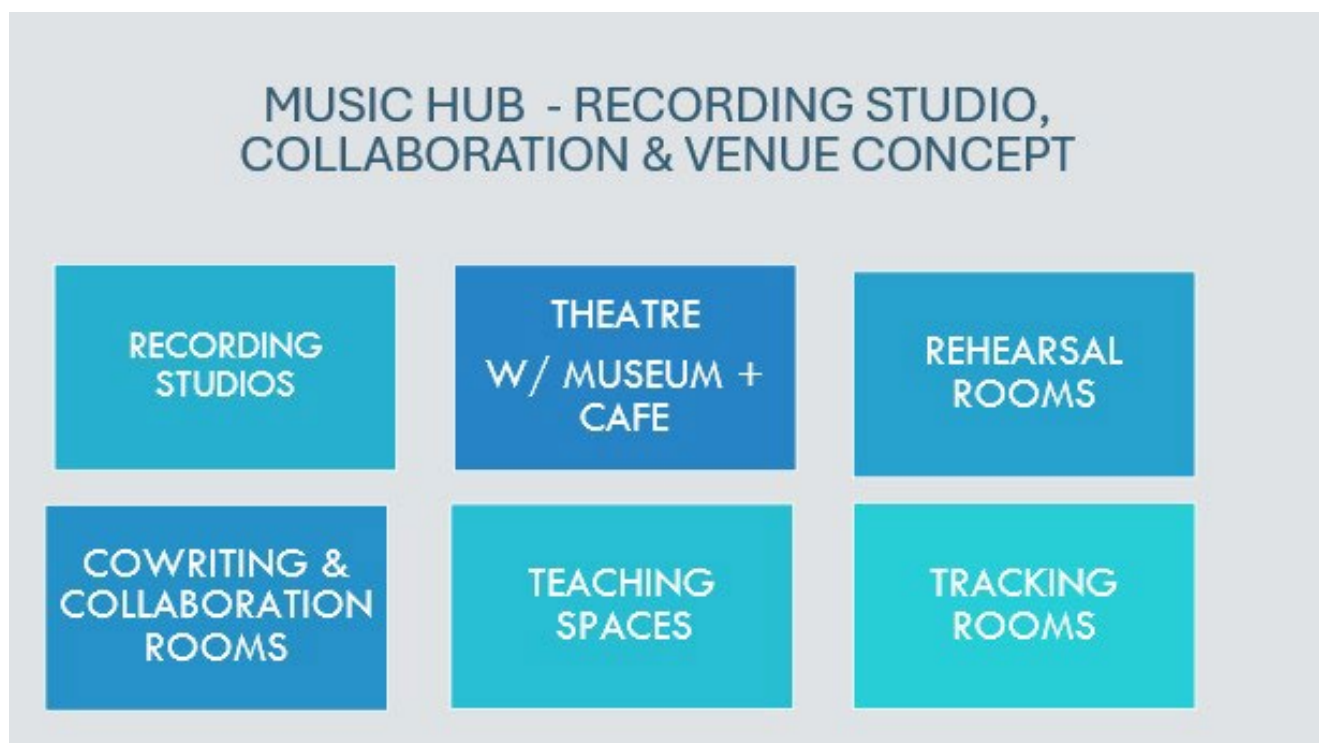 MUSIC HUB - RECORDING STUDIO,
COLLABORATION & VENUE CONCEPT
RECORDING
STUDIOS
THEATRE
W/ MUSEUM +
CAFE
REHEARSAL
ROOMS
COWRITING &
COLLABORATION
ROOMS
TEACHING
SPACES
TRACKING
ROOMS